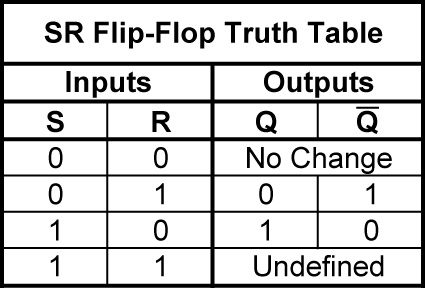 SR Flip-Flop Truth Table
Inputs Outputs
S R Q Q̅
0 0 No Change
0 1 0 1
1 0 1 0
1 1 Undefined